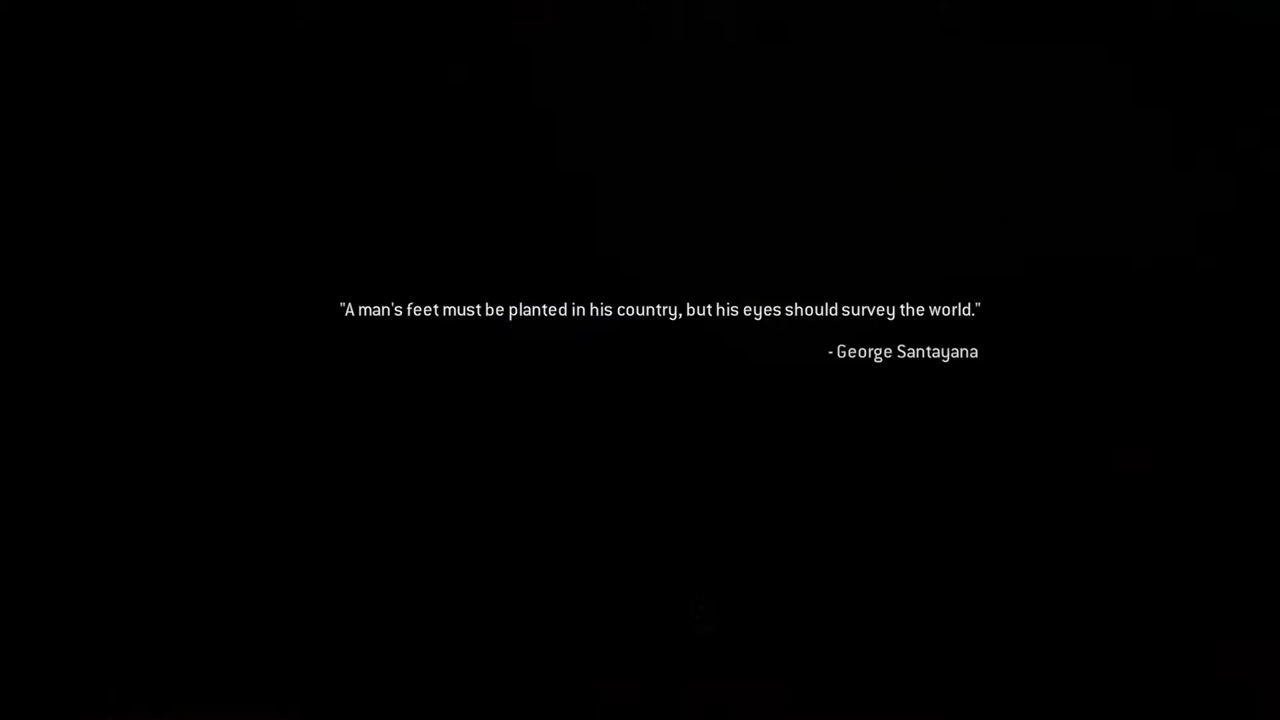 "A man's feet must be planted in his country, but his eyes should survey the world."
- George Santayana